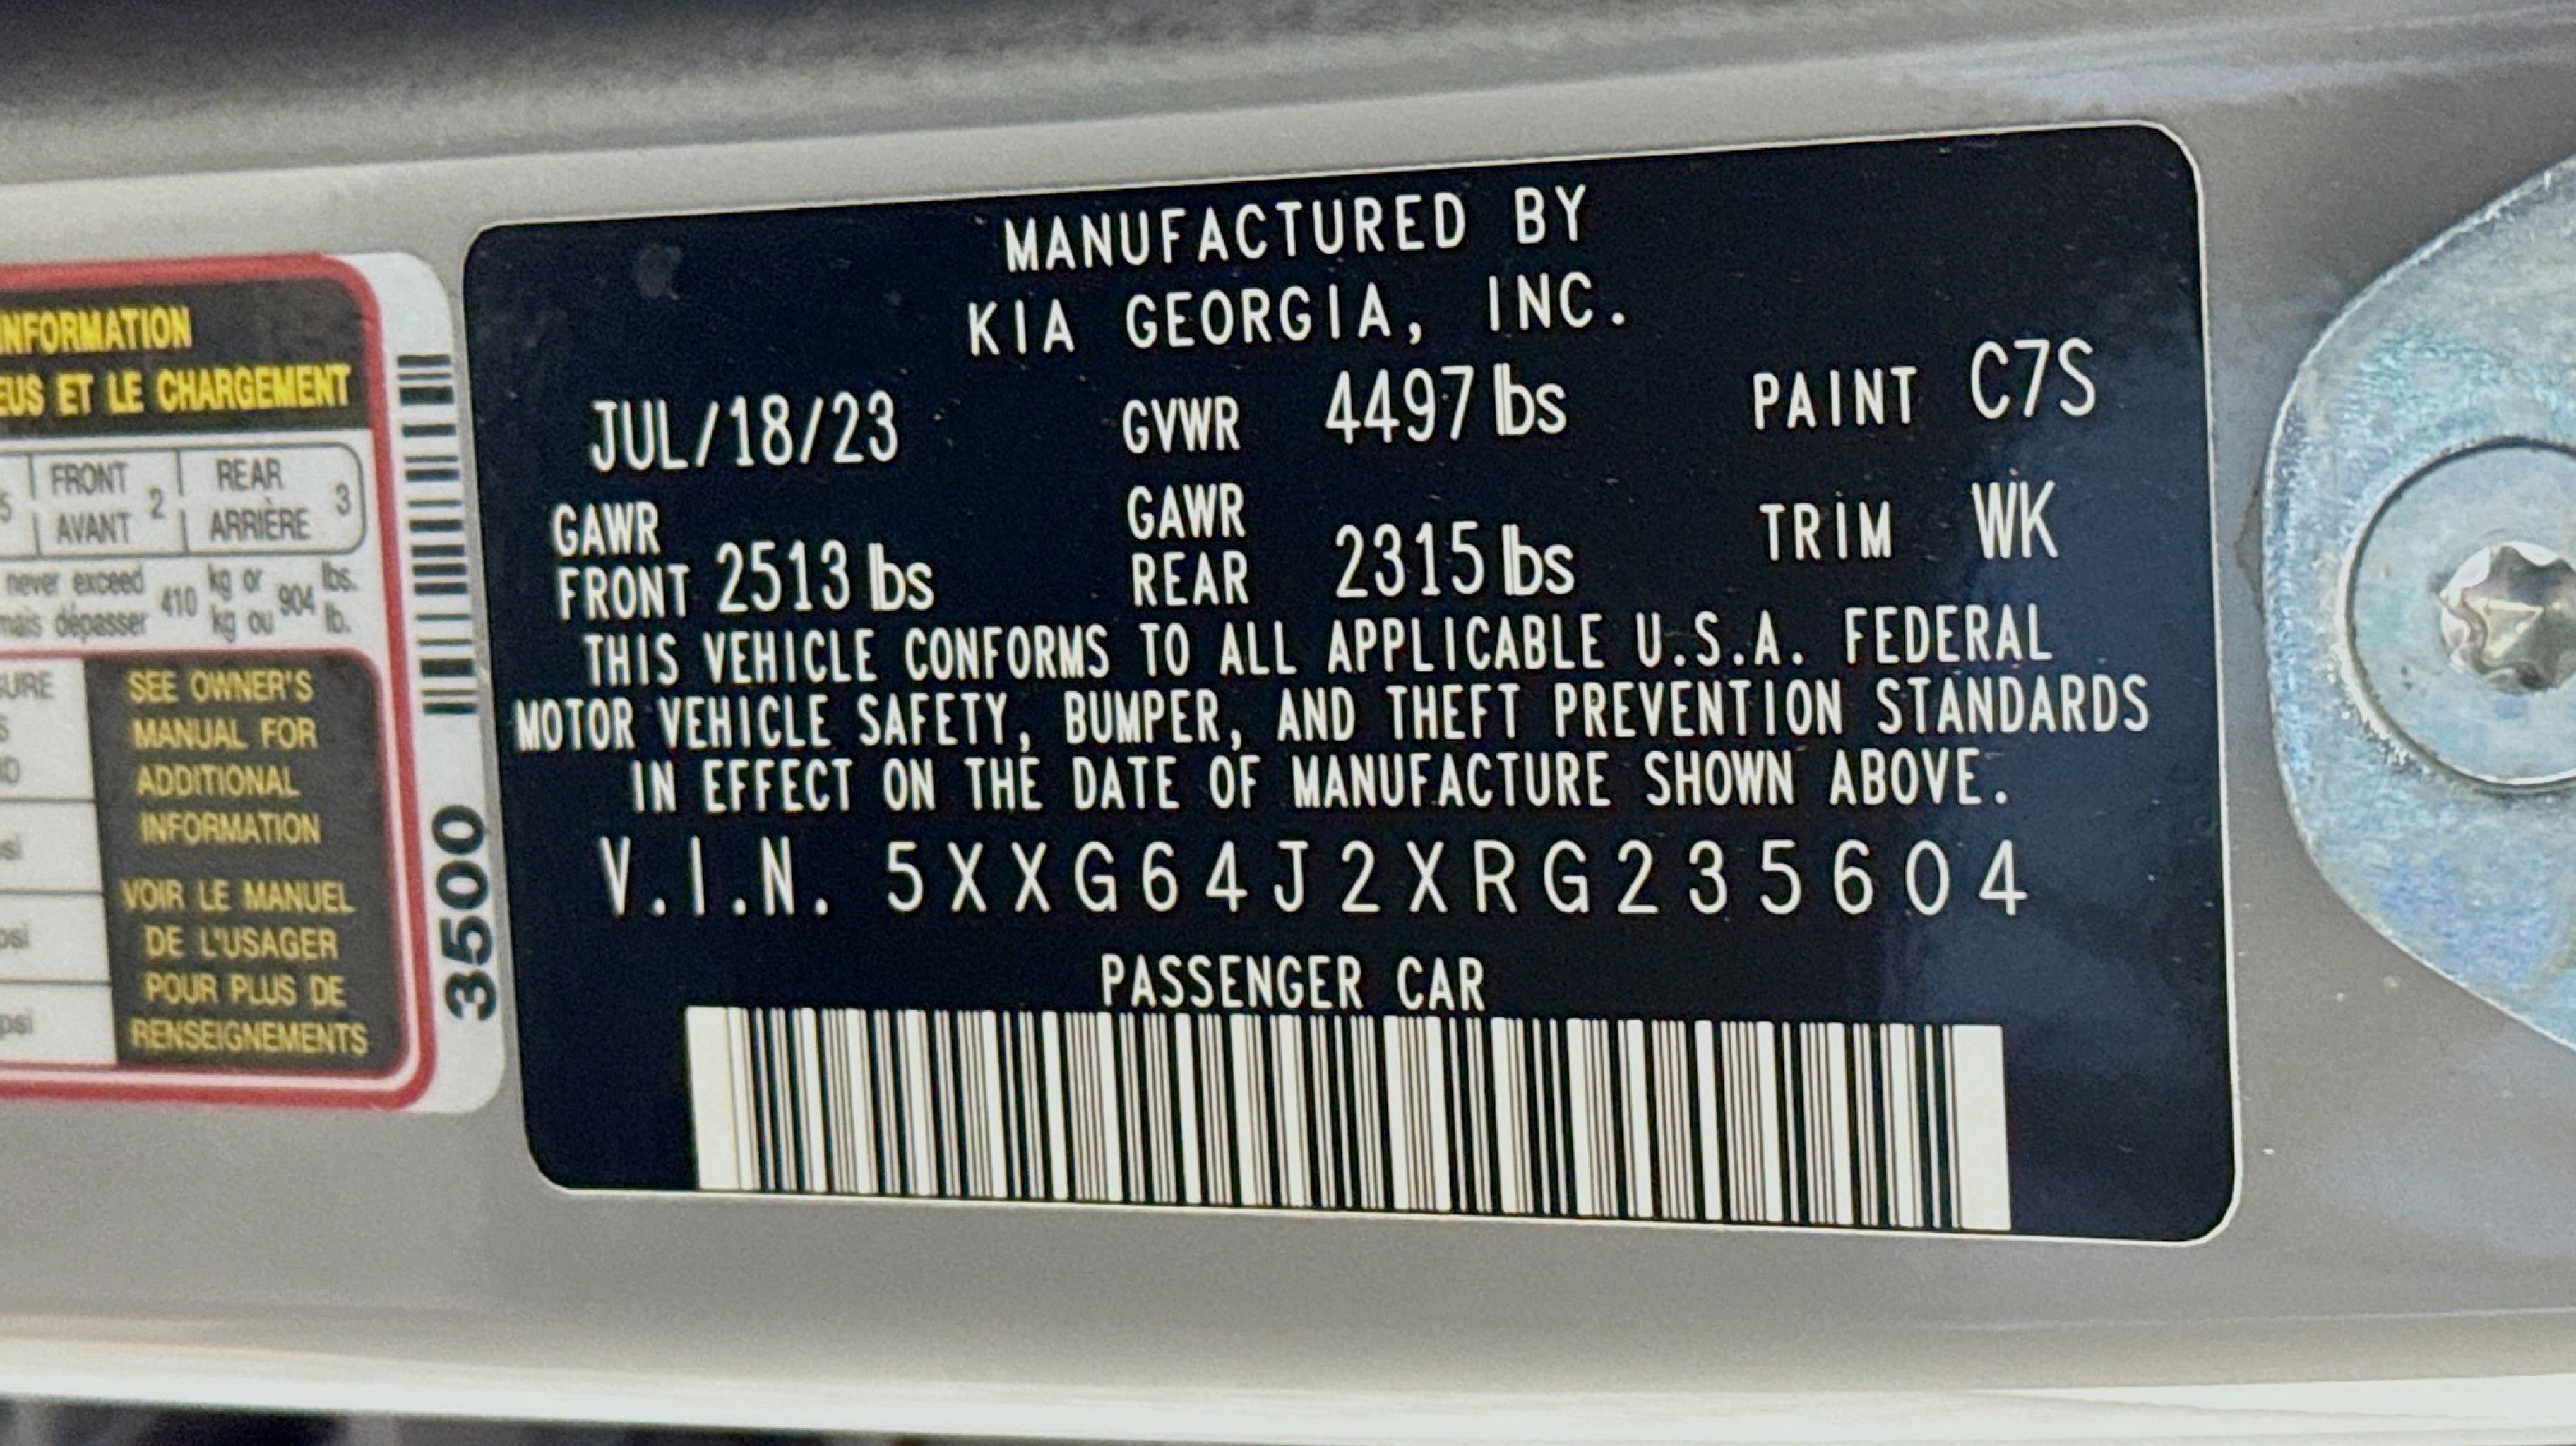 INFORMATION
ET LE CHARGEMENT
FRONT 2 REAR 3
AVANT ARRIÈRE
never exceed 410 kg or 904 lbs.
dépasser kg ou lb.
SEE OWNER'S
MANUAL FOR
ADDITIONAL
INFORMATION
VOIR LE MANUEL
DE L'USAGER
POUR PLUS DE
RENSEIGNEMENTS
psi
psi
3500
MANUFACTURED BY
KIA GEORGIA, INC.
JUL/18/23 GVWR 4497 lbs PAINT C7S
GAWR FRONT 2513 lbs GAWR REAR 2315 lbs TRIM WK
THIS VEHICLE CONFORMS TO ALL APPLICABLE U.S.A. FEDERAL
MOTOR VEHICLE SAFETY, BUMPER, AND THEFT PREVENTION STANDARDS
IN EFFECT ON THE DATE OF MANUFACTURE SHOWN ABOVE.
V.I.N. 5XXG64J2XRG235604
PASSENGER CAR